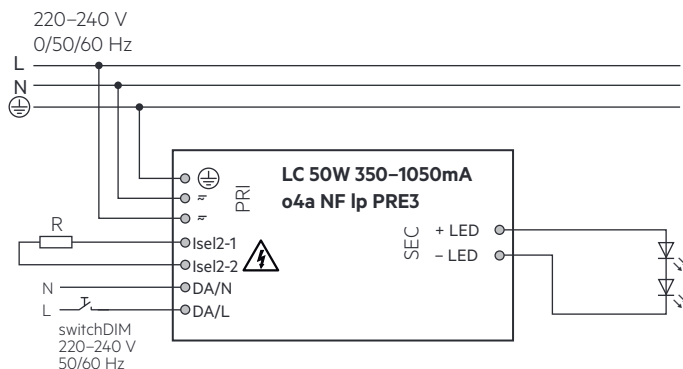 220–240 V
0/50/60 Hz
L
N
LC 50W 350–1050mA
o4a NF lp PRE3
PRI
R
Isel2-1
Isel2-2
SEC
+ LED
– LED
N
DA/N
L
DA/L
switchDIM
220–240 V
50/60 Hz